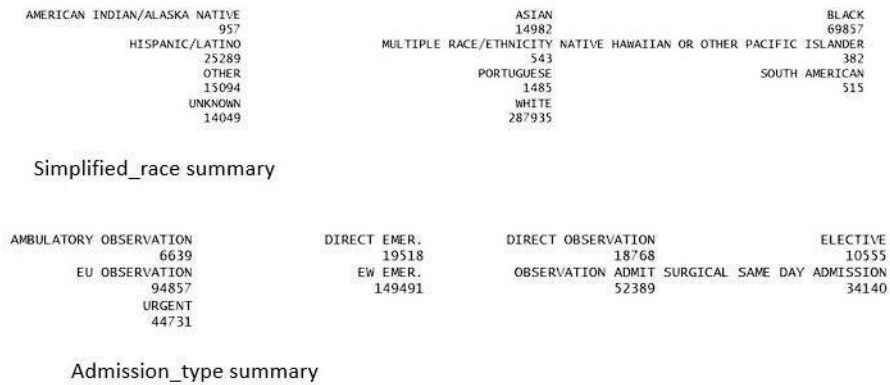 AMERICAN INDIAN/ALASKA NATIVE ASIAN BLACK
957 14982 69857
HISPANIC/LATINO MULTIPLE RACE/ETHNICITY NATIVE HAWAIIAN OR OTHER PACIFIC ISLANDER
25289 543 382
OTHER PORTUGUESE SOUTH AMERICAN
15094 1485 515
UNKNOWN WHITE
14049 287935
Simplified_race summary
AMBULATORY OBSERVATION DIRECT EMER. DIRECT OBSERVATION ELECTIVE
6639 19518 18768 10555
EU OBSERVATION EW EMER. OBSERVATION ADMIT SURGICAL SAME DAY ADMISSION
94857 149491 52389 34140
URGENT
44731
Admission_type summary